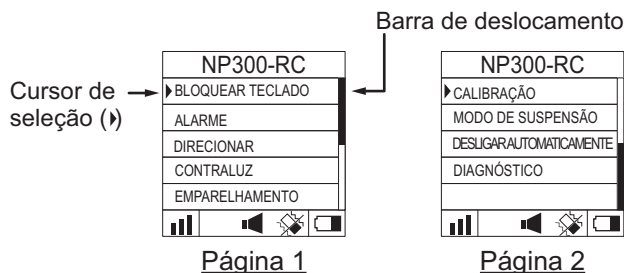 Barra de deslocamento
Cursor de
seleção ( )
NP300-RC
BLOQUEAR TECLADO
ALARME
DIRECIONAR
CONTRALUZ
EMPARELHAMENTO
Página 1
NP300-RC
CALIBRAÇÃO
MODO DE SUSPENSÃO
DESLIGAR AUTOMATICAMENTE
DIAGNÓSTICO
Página 2